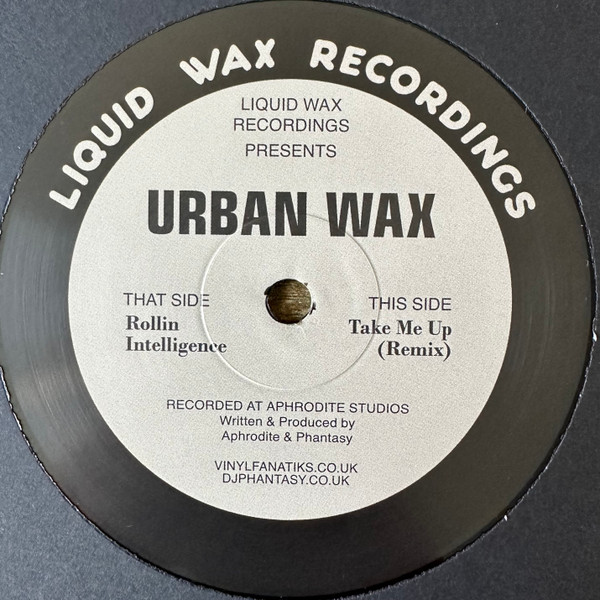 LIQUID WAX RECORDINGS
LIQUID WAX
RECORDINGS
PRESENTS
URBAN WAX
THAT SIDE
Rollin
Intelligence
THIS SIDE
Take Me Up
(Remix)
RECORDED AT APHRODITE STUDIOS
Written & Produced by
Aphrodite & Phantasy
VINYLFANATIKS.CO.UK
DJPHANTASY.CO.UK